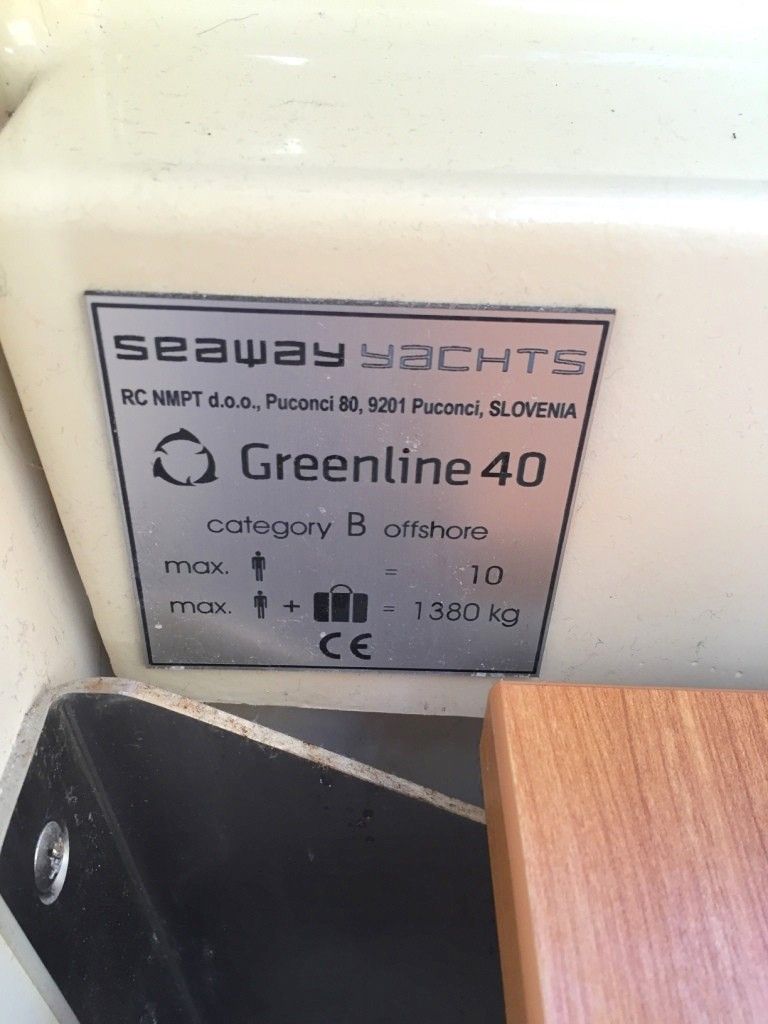 seaway yachts
RC NMPT d.o.o., Puconci 80, 9201 Puconci, SLOVENIA
Greenline 40
category B offshore
max. = 10
max. + = 1380 kg
CE